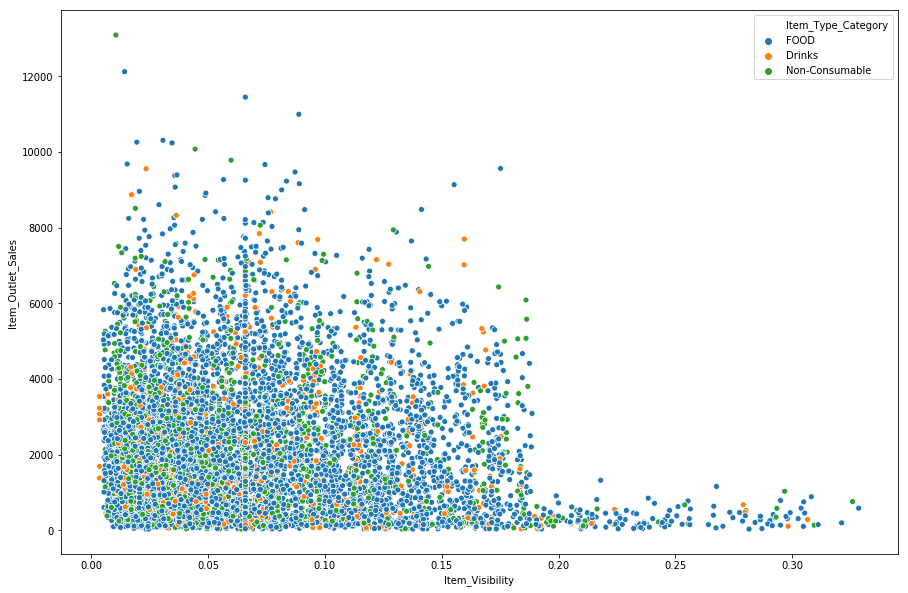 Item_Type_Category
FOOD
Drinks
Non-Consumable
12000
10000
8000
6000
4000
2000
0
Item_Outlet_Sales
0.00 0.05 0.10 0.15 0.20 0.25 0.30
Item_Visibility